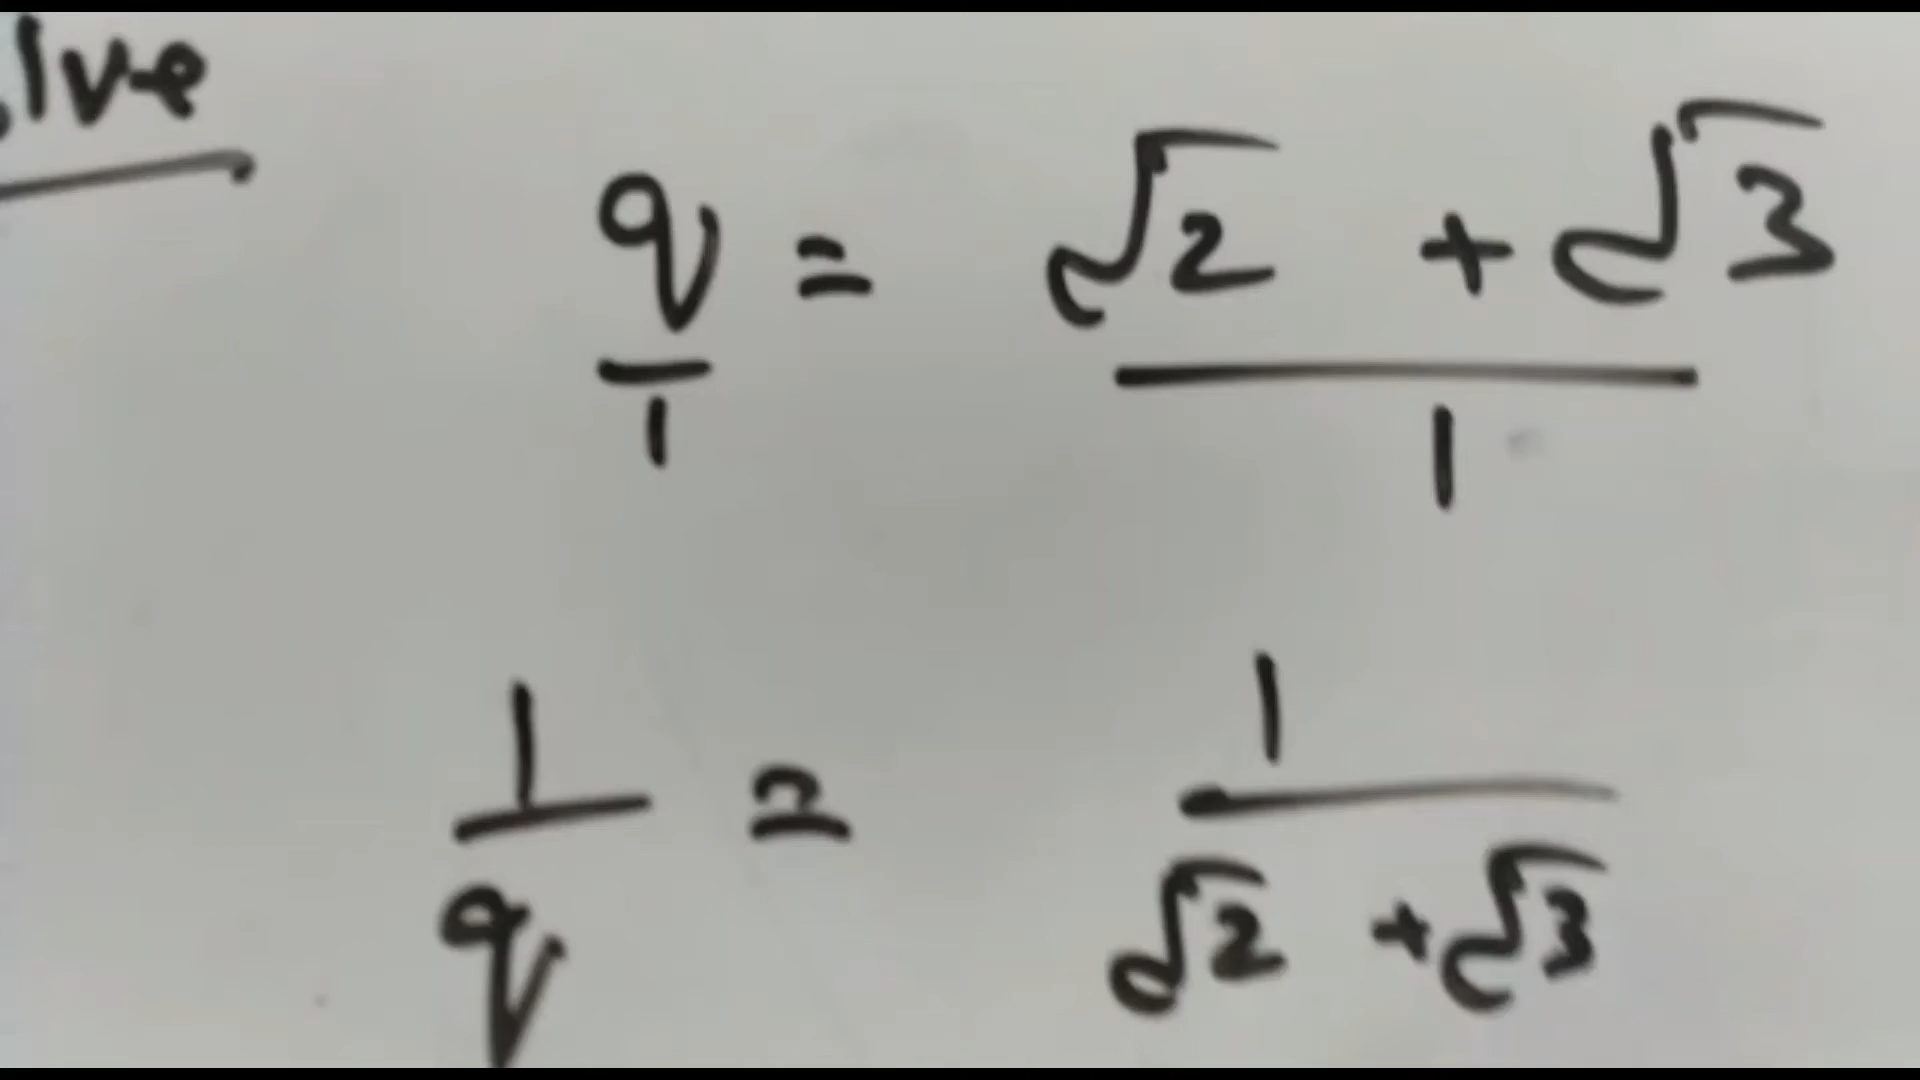 lve
q/1 = √2 + √3/1
1/q = 1/√2 + √3